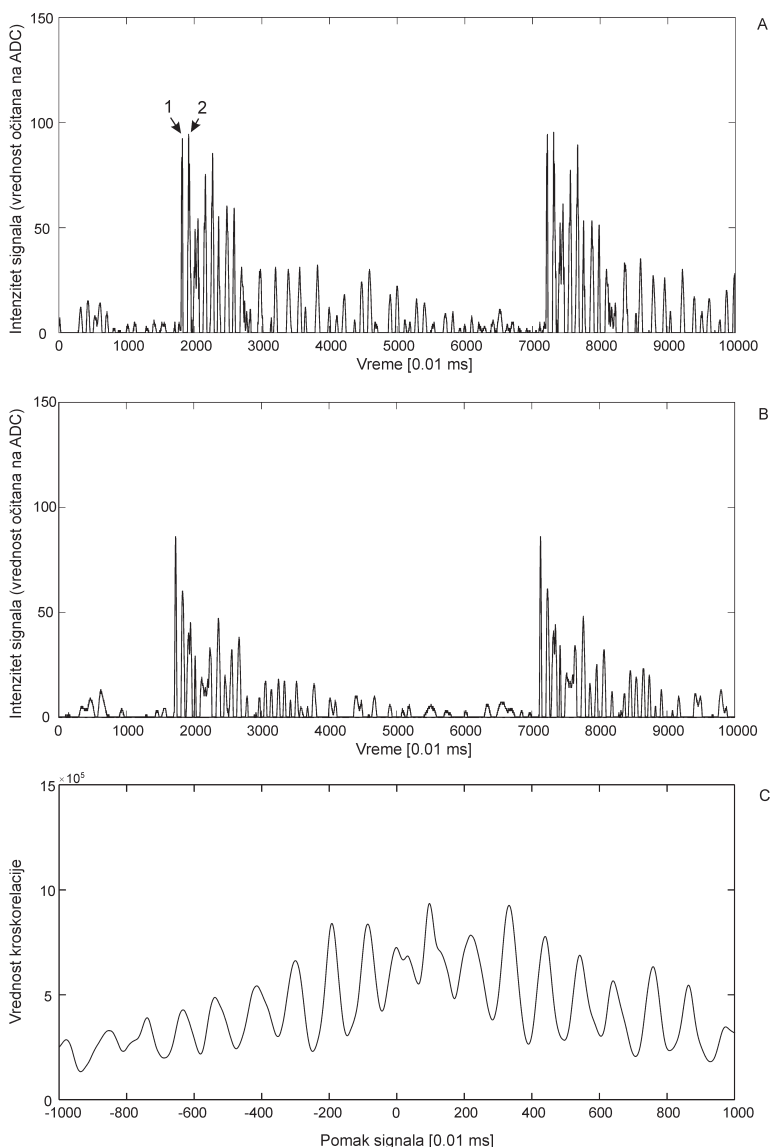 A
150
100
50
0
Intenzitet signala (vrednost očitana na ADC)
1 2
0 1000 2000 3000 4000 5000 6000 7000 8000 9000 10000
Vreme [0.01 ms]
B
150
100
50
0
Intenzitet signala (vrednost očitana na ADC)
0 1000 2000 3000 4000 5000 6000 7000 8000 9000 10000
Vreme [0.01 ms]
C
× 10⁵
15
10
5
0
Vrednost kroskorelacije
-1000 -800 -600 -400 -200 0 200 400 600 800 1000
Pomak signala [0.01 ms]